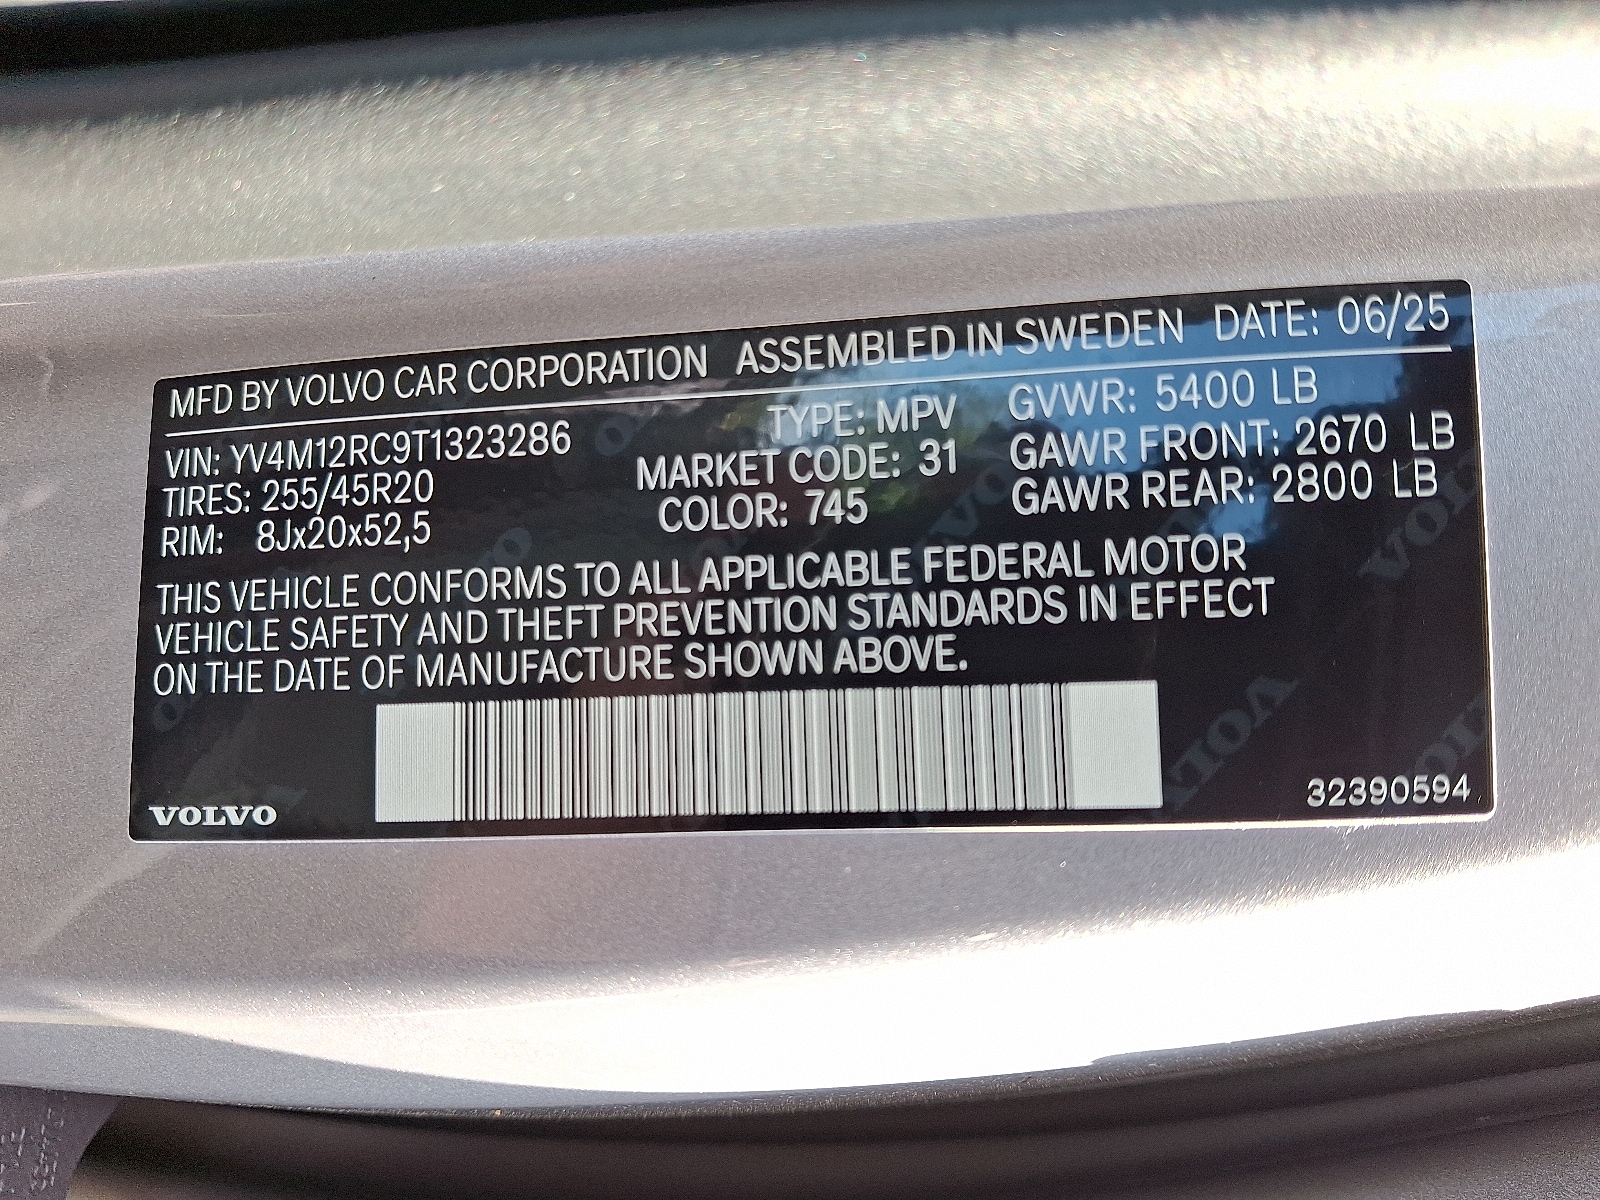 MFD BY VOLVO CAR CORPORATION ASSEMBLED IN SWEDEN DATE: 06/25
VIN: YV4M12RC9T1323286 TYPE: MPV GVWR: 5400 LB
TIRES: 255/45R20 MARKET CODE: 31 GAWR FRONT: 2670 LB
RIM: 8Jx20x52,5 COLOR: 745 GAWR REAR: 2800 LB
THIS VEHICLE CONFORMS TO ALL APPLICABLE FEDERAL MOTOR
VEHICLE SAFETY AND THEFT PREVENTION STANDARDS IN EFFECT
ON THE DATE OF MANUFACTURE SHOWN ABOVE.
VOLVO 32390594